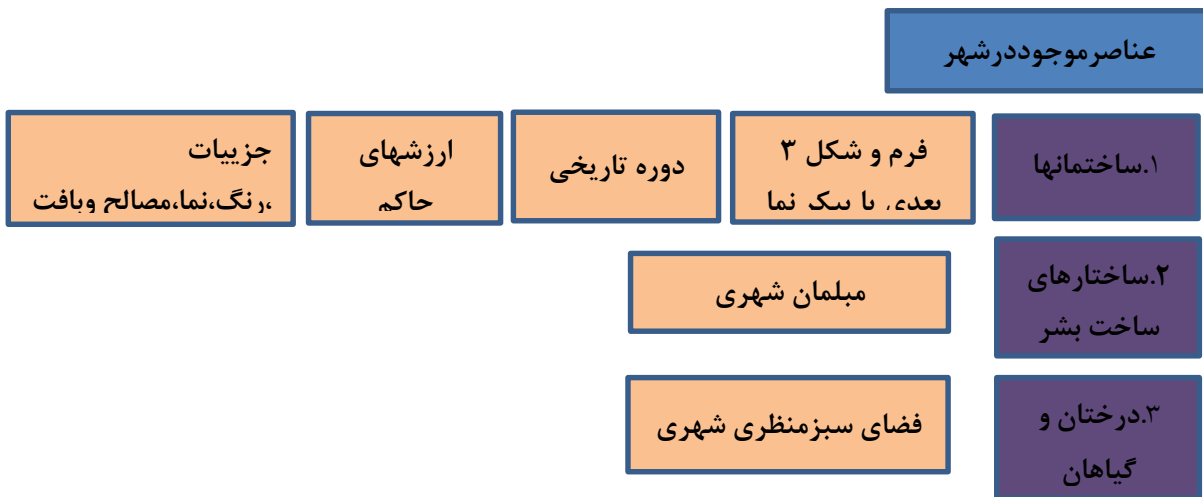 عناصرموجوددرشهر
۱.ساختمانها
فرم و شکل ۳
بعدی یا پیکر نما
دوره تاریخی
ارزشهای
حاکم
جزییات
،رنگ،نما،مصالح وبافت
۲.ساختارهای
ساخت بشر
مبلمان شهری
۳.درختان و
گیاهان
فضای سبزمنظری شهری